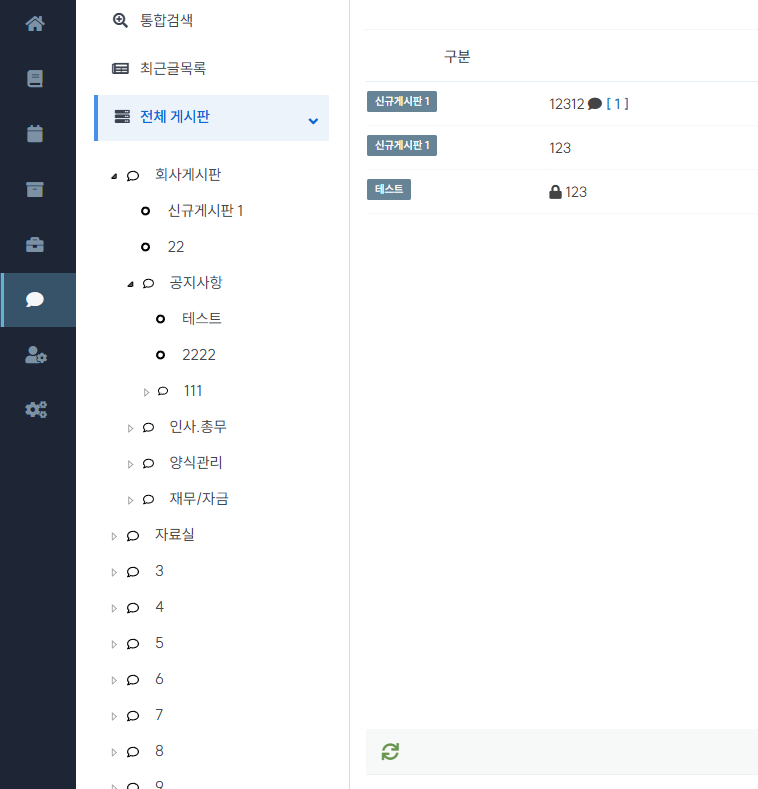 통합검색
최근글목록
전체 게시판
회사게시판
신규게시판 1
22
공지사항
테스트
2222
111
인사.총무
양식관리
재무/자금
자료실
3
4
5
6
7
8
9
구분
신규게시판 1 12312 [ 1 ]
신규게시판 1 123
테스트 123